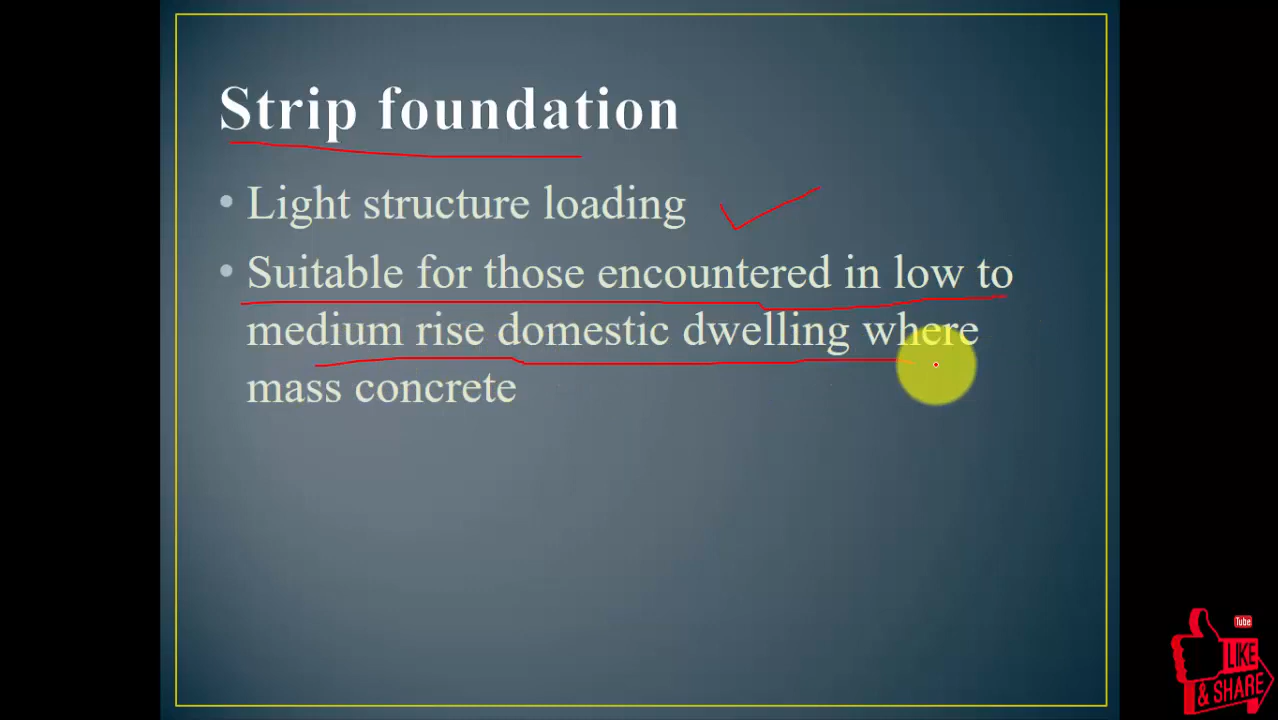 Strip foundation
• Light structure loading
• Suitable for those encountered in low to
medium rise domestic dwelling where
mass concrete
Tube
LIKE
& SHARE